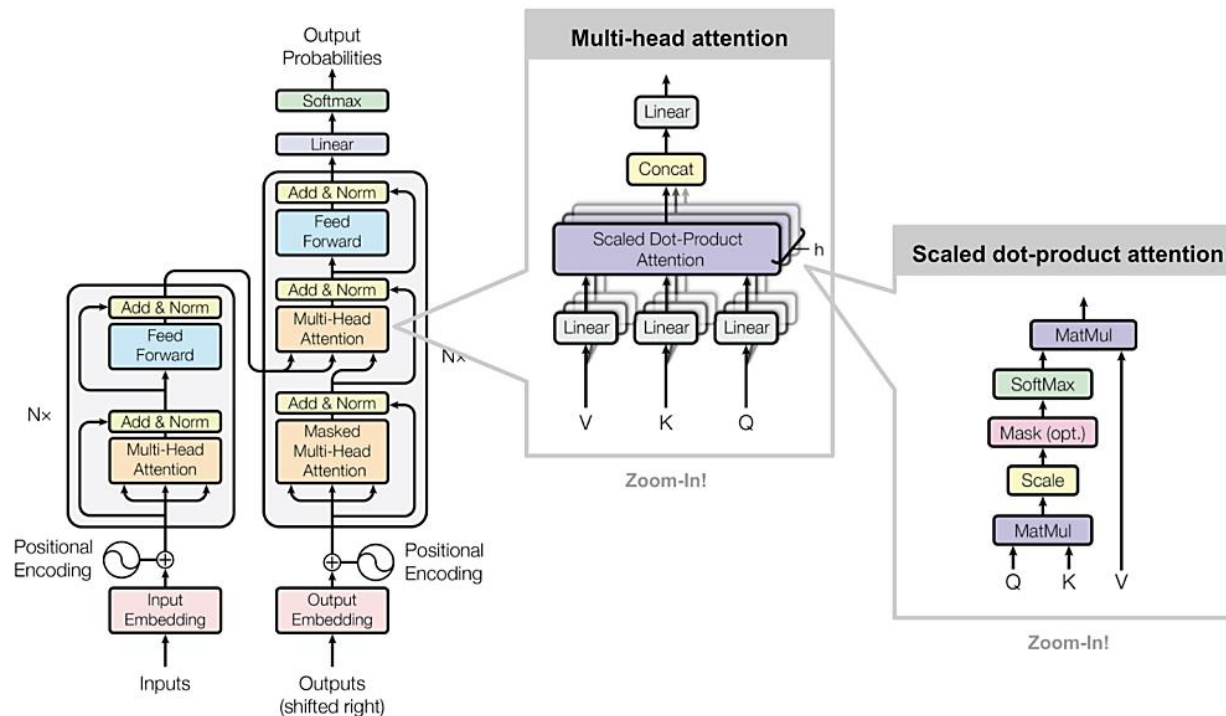 Output
Probabilities
Softmax
Linear
Add & Norm
Feed
Forward
Add & Norm
Multi-Head
Attention
Nx
Add & Norm
Masked
Multi-Head
Attention
Positional
Encoding
Output
Embedding
Outputs
(shifted right)
Add & Norm
Feed
Forward
Nx
Add & Norm
Multi-Head
Attention
Positional
Encoding
Input
Embedding
Inputs
Multi-head attention
Linear
Concat
Scaled Dot-Product
Attention
h
Linear Linear Linear
V K Q
Zoom-In!
Scaled dot-product attention
MatMul
SoftMax
Mask (opt.)
Scale
MatMul
Q K V
Zoom-In!